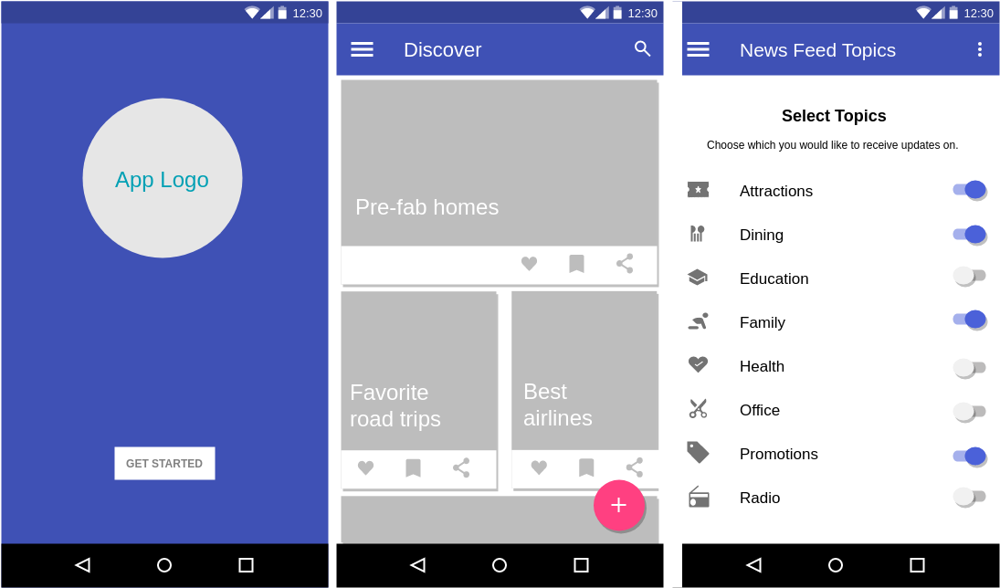 12:30
App Logo
GET STARTED
12:30
Discover
Pre-fab homes
Favorite
road trips
Best
airlines
12:30
News Feed Topics
Select Topics
Choose which you would like to receive updates on.
Attractions
Dining
Education
Family
Health
Office
Promotions
Radio